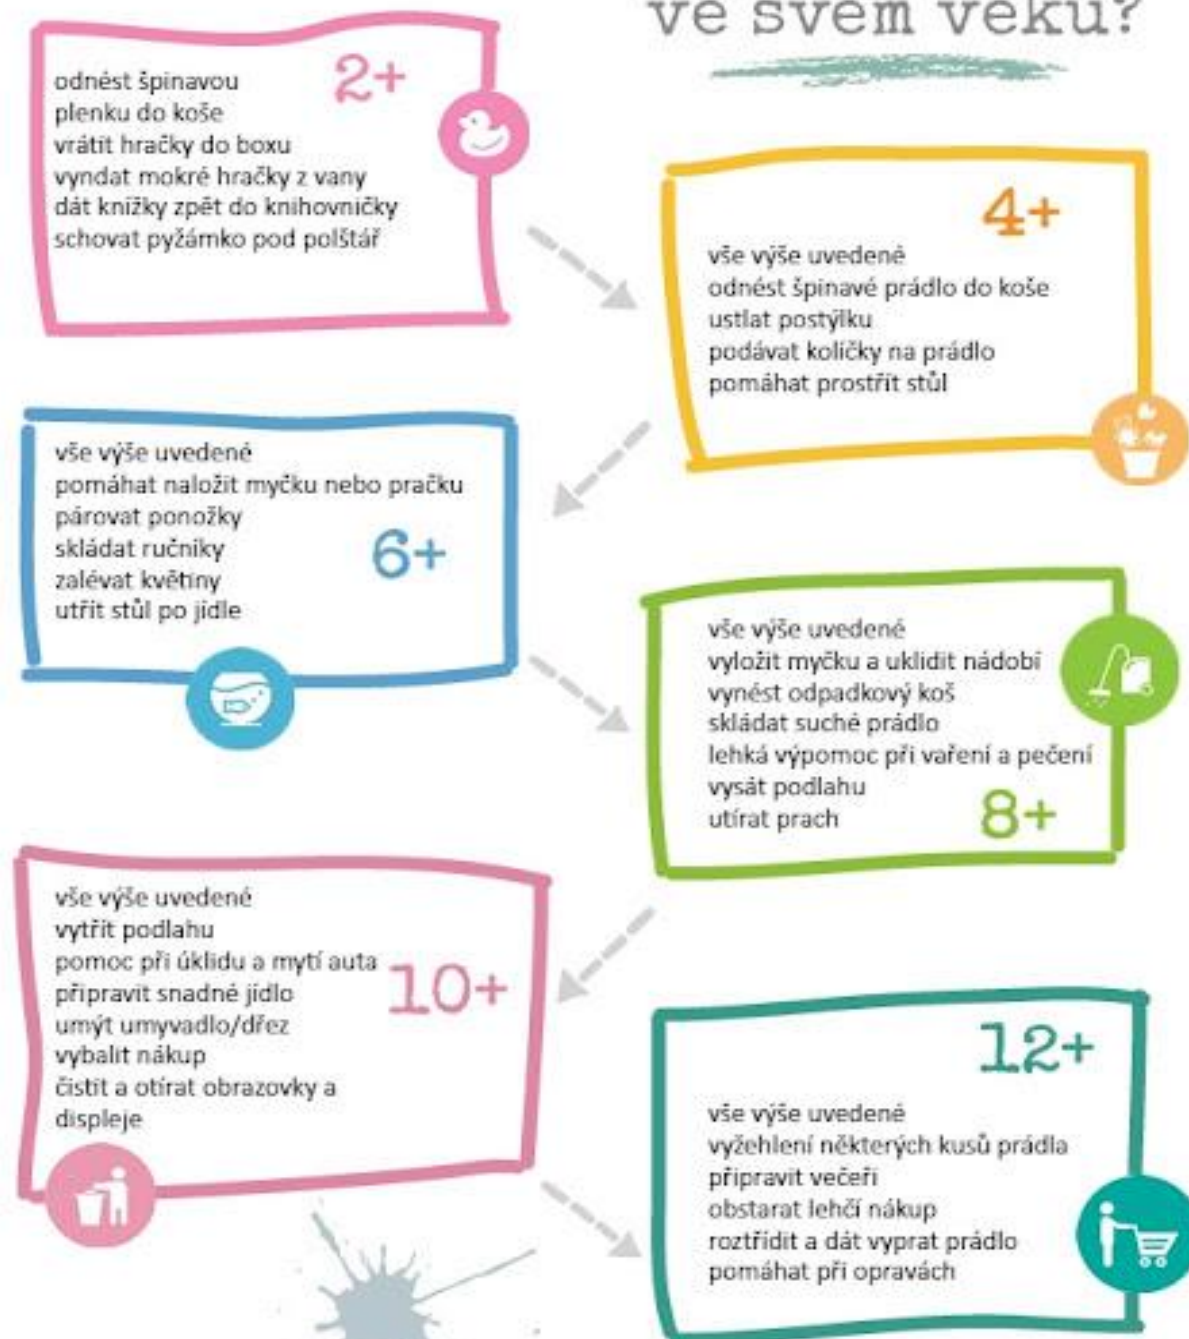 ve svém věku?
2+
odnést špinavou
plenku do koše
vrátit hračky do boxu
vyndat mokré hračky z vany
dát knížky zpět do knihovničky
schovat pyžámko pod polštář
4+
vše výše uvedené
odnést špinavé prádlo do koše
ustlat postýlku
podávat kolíčky na prádlo
pomáhat prostřít stůl
vše výše uvedené
pomáhat naložit myčku nebo pračku
párovat ponožky
skládat ručníky
zalévat květiny
utřít stůl po jídle
6+
vše výše uvedené
vyložit myčku a uklidit nádobí
vynést odpadkový koš
skládat suché prádlo
lehká výpomoc při vaření a pečení
vysát podlahu
utírat prach
8+
vše výše uvedené
vytřít podlahu
pomoc při úklidu a mytí auta
připravit snadné jídlo
umýt umyvadlo/dřez
vybalit nákup
čistit a otírat obrazovky a
displeje
10+
12+
vše výše uvedené
vyžehlení některých kusů prádla
připravit večeři
obstarat lehčí nákup
roztřídit a dát vyprat prádlo
pomáhat při opravách